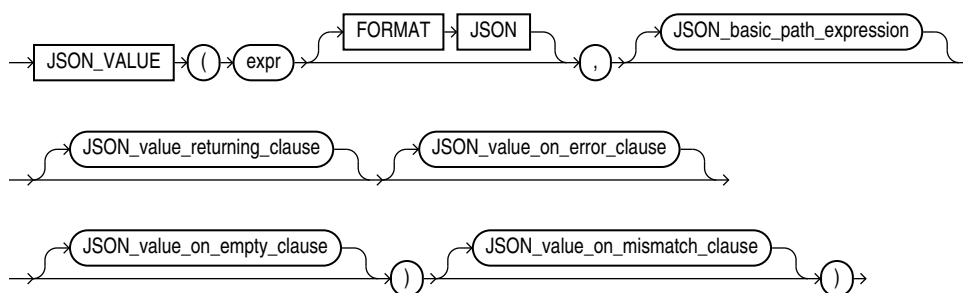 FORMAT JSON JSON_basic_path_expression
JSON_VALUE ( expr ,
JSON_value_returning_clause JSON_value_on_error_clause
JSON_value_on_empty_clause JSON_value_on_mismatch_clause
) )